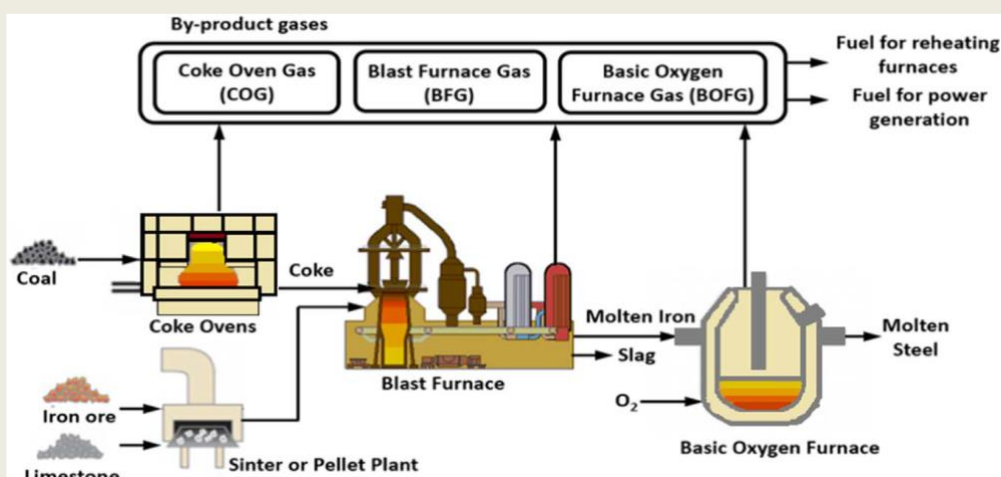 By-product gases
Coke Oven Gas
(COG)
Blast Furnace Gas
(BFG)
Basic Oxygen
Furnace Gas (BOFG)
Fuel for reheating
furnaces
Fuel for power
generation
Coal
Coke
Coke Ovens
Iron ore
Limestone
Sinter or Pellet Plant
Blast Furnace
Molten Iron
Slag
O₂
Basic Oxygen Furnace
Molten
Steel